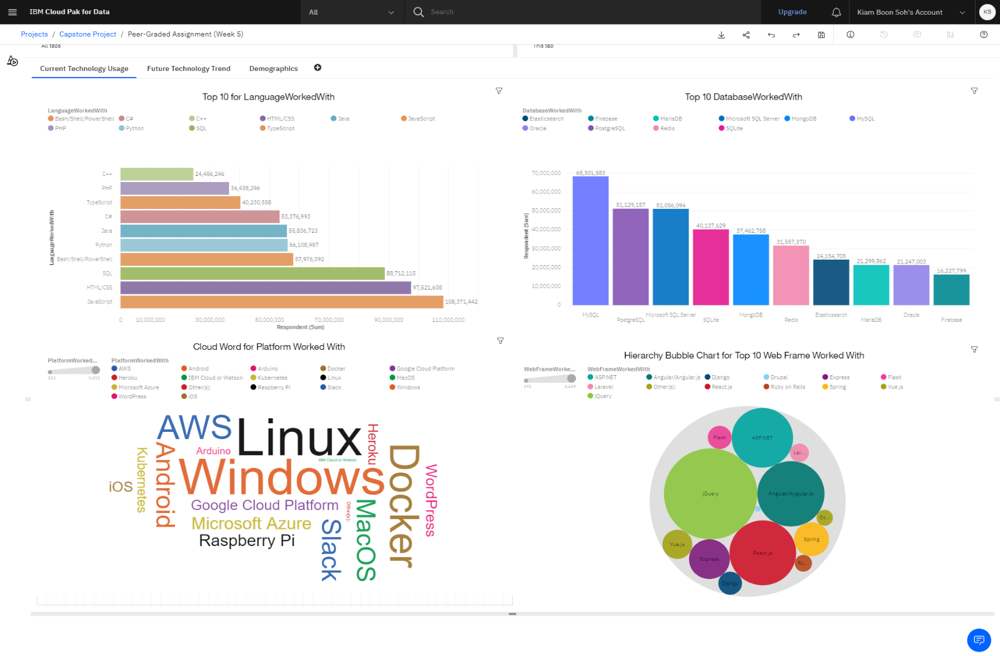 IBM Cloud Pak for Data
All
Search
Upgrade
Kiam Boon Soh's Account
KS
Projects / Capstone Project / Peer-Graded Assignment (Week 5)
All tabs
This tab
Current Technology Usage
Future Technology Trend
Demographics
Top 10 for LanguageWorkedWith
LanguageWorkedWith
Bash/Shell/PowerShell
C#
C++
HTML/CSS
Java
JavaScript
PHP
Python
SQL
TypeScript
LanguageWorkedWith
C++
24,456,246
PHP
36,438,296
TypeScript
40,230,558
C#
53,376,993
Java
55,836,723
Python
56,108,957
Bash/Shell/PowerShell
57,976,092
SQL
88,712,115
HTML/CSS
97,521,608
JavaScript
108,371,442
0
10,000,000
30,000,000
50,000,000
70,000,000
90,000,000
110,000,000
Respondent (Sum)
Top 10 DatabaseWorkedWith
DatabaseWorkedWith
Elasticsearch
Firebase
MariaDB
Microsoft SQL Server
MongoDB
MySQL
Oracle
PostgreSQL
Redis
SQLite
Respondent (Sum)
70,000,000
60,000,000
50,000,000
40,000,000
30,000,000
20,000,000
10,000,000
0
68,301,583
51,129,157
51,056,094
40,137,629
37,462,758
31,557,370
24,154,705
21,299,862
21,247,003
16,227,799
MySQL
PostgreSQL
Microsoft SQL Server
SQLite
MongoDB
Redis
Elasticsearch
MariaDB
Oracle
Firebase
Cloud Word for Platform Worked With
PlatformWorked...
215
5,811
PlatformWorkedWith
AWS
Android
Arduino
Docker
Google Cloud Platform
Heroku
IBM Cloud or Watson
Kubernetes
Linux
MacOS
Microsoft Azure
Other(s):
Raspberry Pi
Slack
Windows
WordPress
iOS
AWS
Linux
Heroku
Arduino
IBM Cloud or Watson
Kubernetes
Android
Windows
Docker
WordPress
iOS
Google Cloud Platform
Other(s):
MacOS
Microsoft Azure
Slack
Raspberry Pi
Hierarchy Bubble Chart for Top 10 Web Frame Worked With
WebFrameWorke...
291
4,629
WebFrameWorkedWith
ASP.NET
Angular/Angular.js
Django
Drupal
Express
Flask
Laravel
Other(s):
React.js
Ruby on Rails
Spring
Vue.js
jQuery
Flask
ASP.NET
Lar...
jQuery
Angular/Angular.js
Ot...
Spring
Vue.js
React.js
Express
Ru...
Django